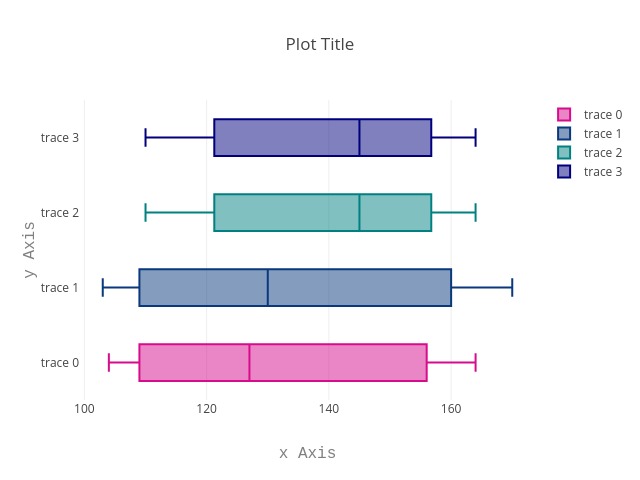 Plot Title
trace 3
trace 2
trace 1
trace 0
y Axis
100 120 140 160
x Axis
trace 0
trace 1
trace 2
trace 3